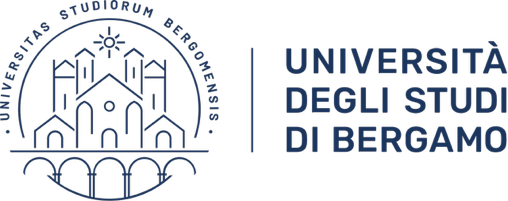 • UNIVERSITAS STUDIORUM BERGOMENSIS •
UNIVERSITÀ
DEGLI STUDI
DI BERGAMO